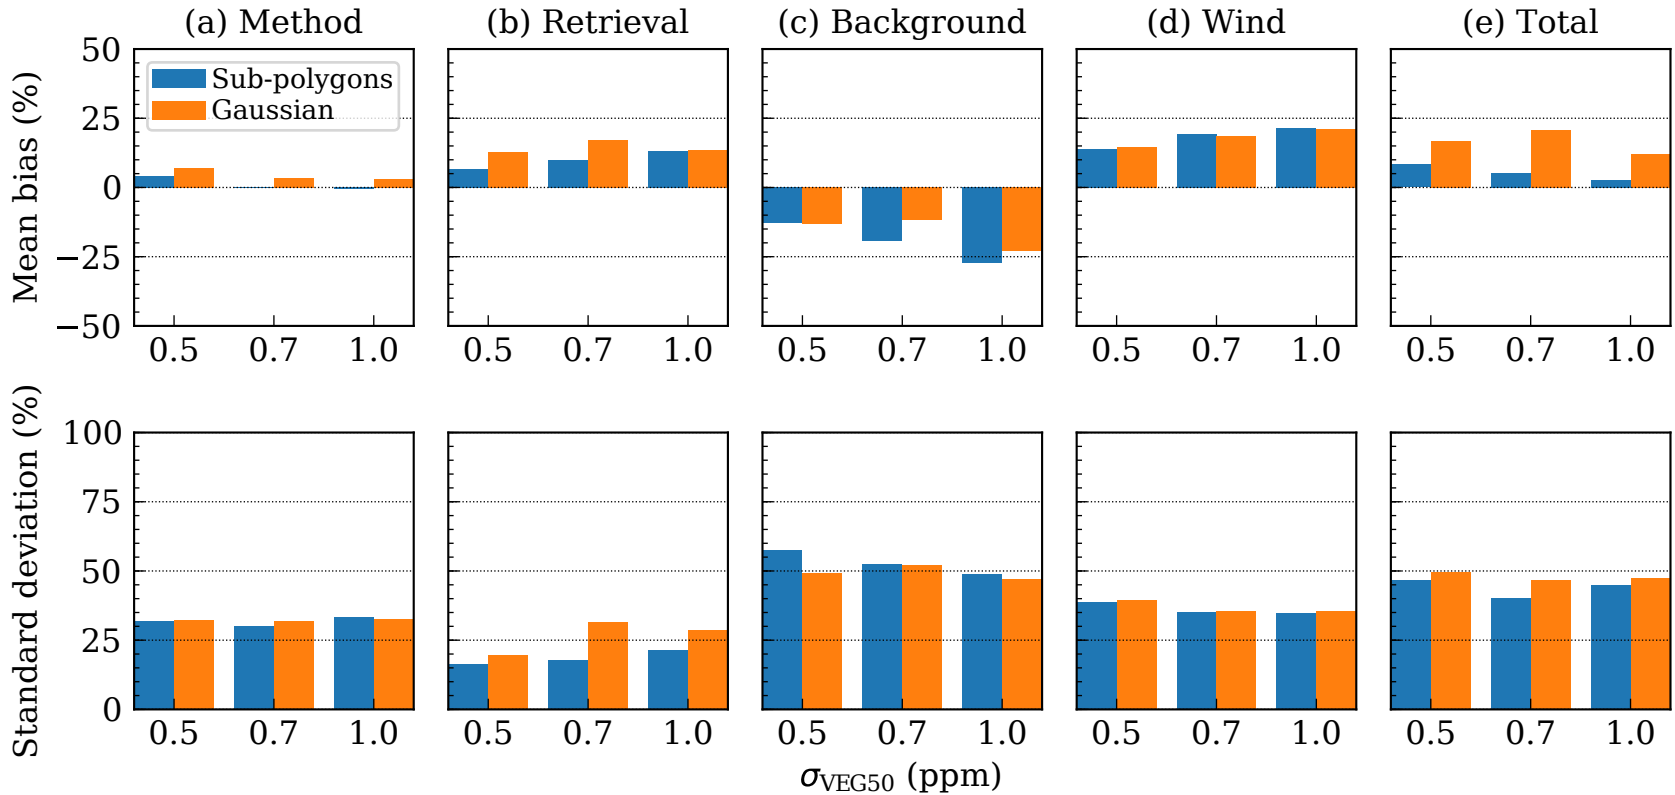 (a) Method (b) Retrieval (c) Background (d) Wind (e) Total
Mean bias (%)
50
25
0
−25
−50
Sub-polygons
Gaussian
0.5 0.7 1.0 0.5 0.7 1.0 0.5 0.7 1.0 0.5 0.7 1.0 0.5 0.7 1.0
Standard deviation (%)
100
75
50
25
0
0.5 0.7 1.0 0.5 0.7 1.0 0.5 0.7 1.0 0.5 0.7 1.0 0.5 0.7 1.0
σVEG50 (ppm)